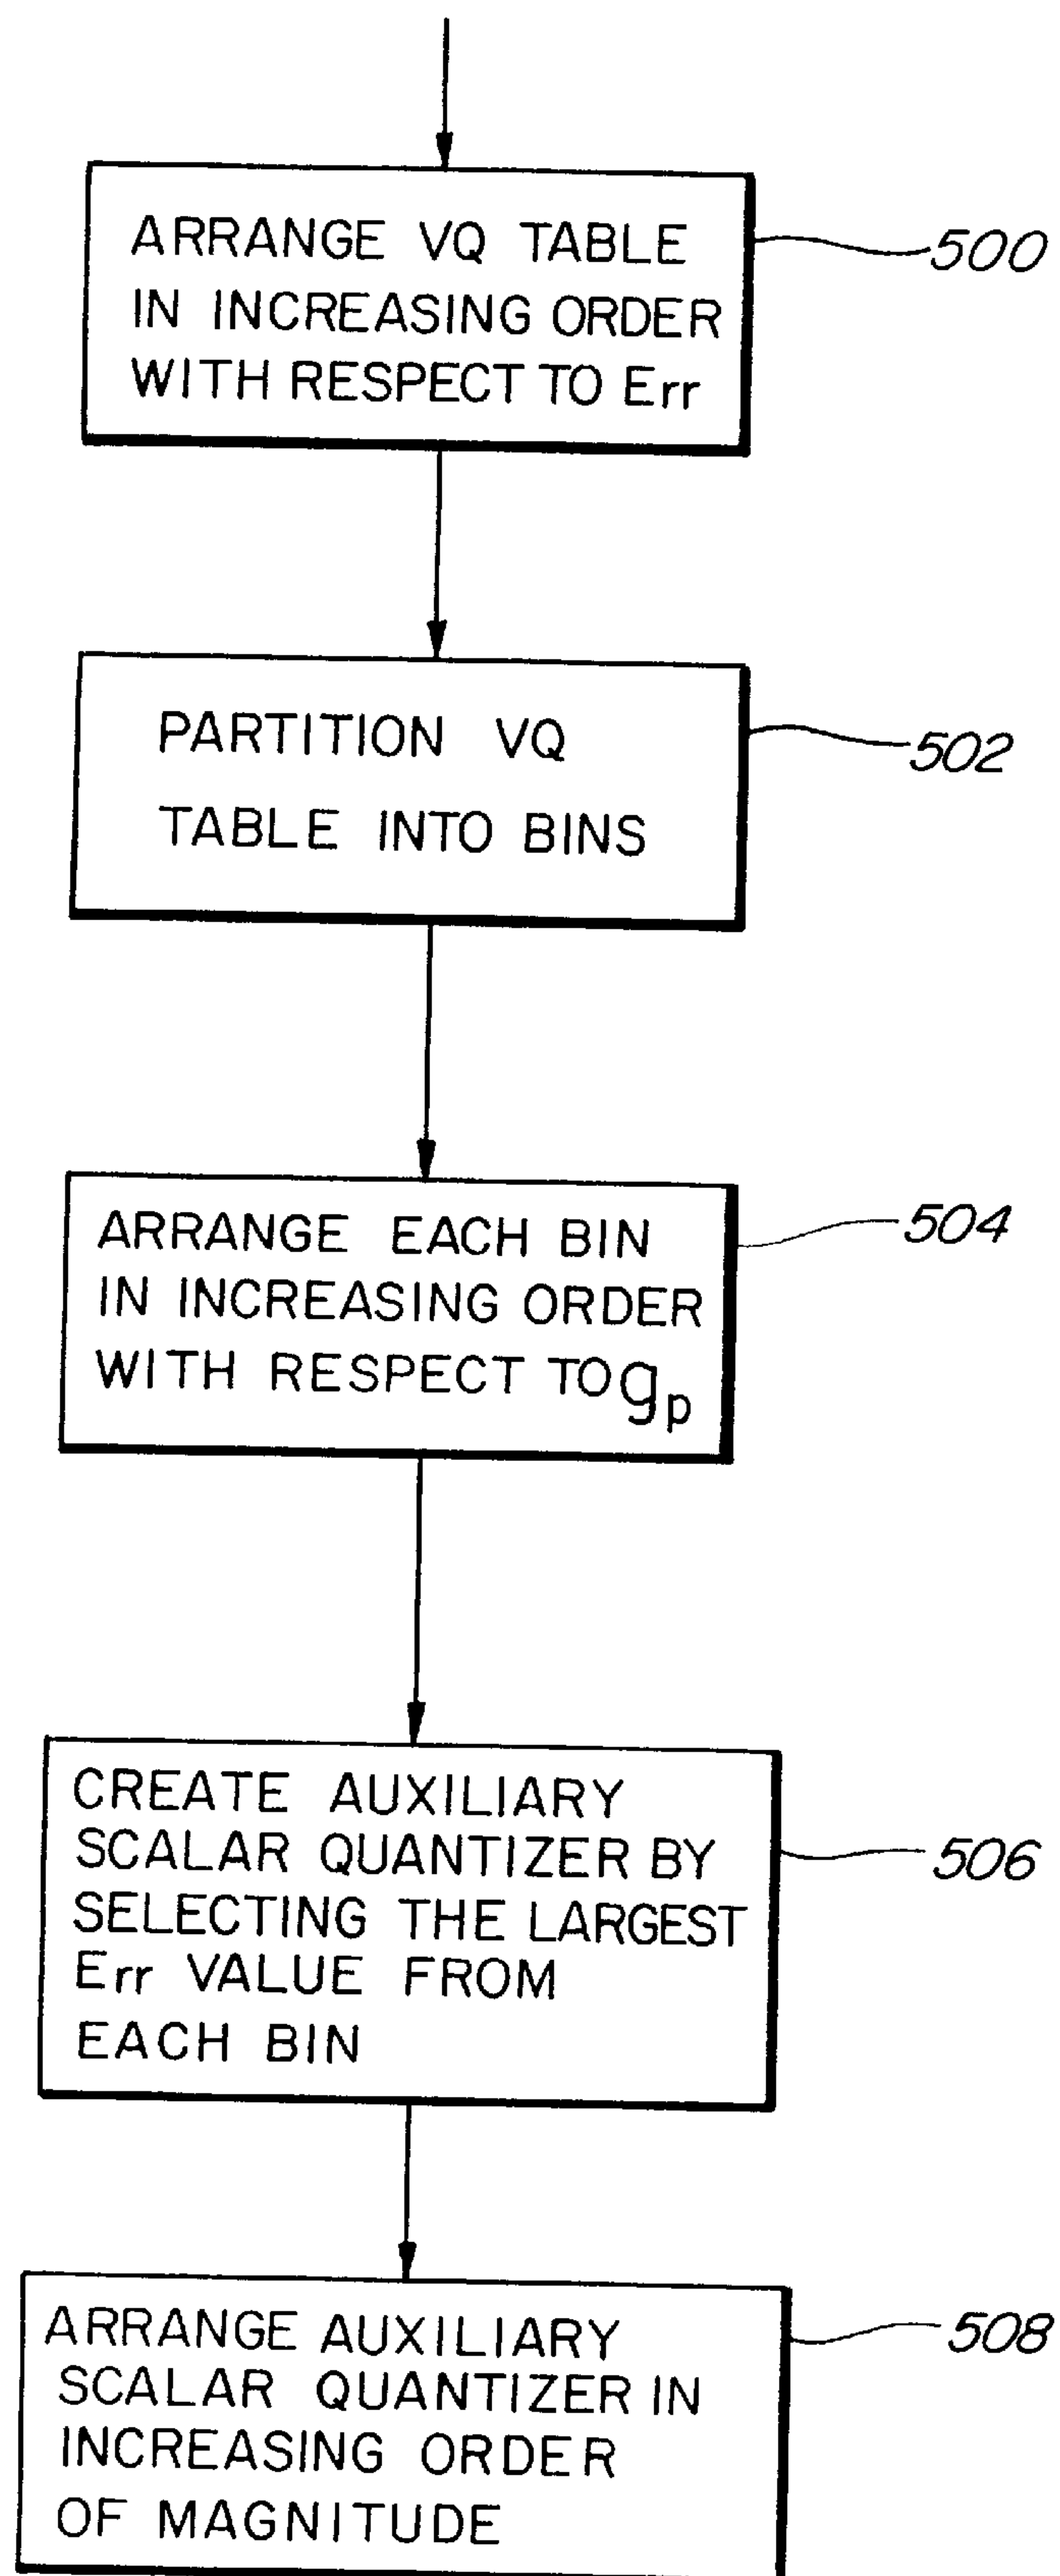 ARRANGE VQ TABLE
IN INCREASING ORDER
WITH RESPECT TO Err
500
PARTITION VQ
TABLE INTO BINS
502
ARRANGE EACH BIN
IN INCREASING ORDER
WITH RESPECT TO gp
504
CREATE AUXILIARY
SCALAR QUANTIZER BY
SELECTING THE LARGEST
Err VALUE FROM
EACH BIN
506
ARRANGE AUXILIARY
SCALAR QUANTIZER IN
INCREASING ORDER
OF MAGNITUDE
508